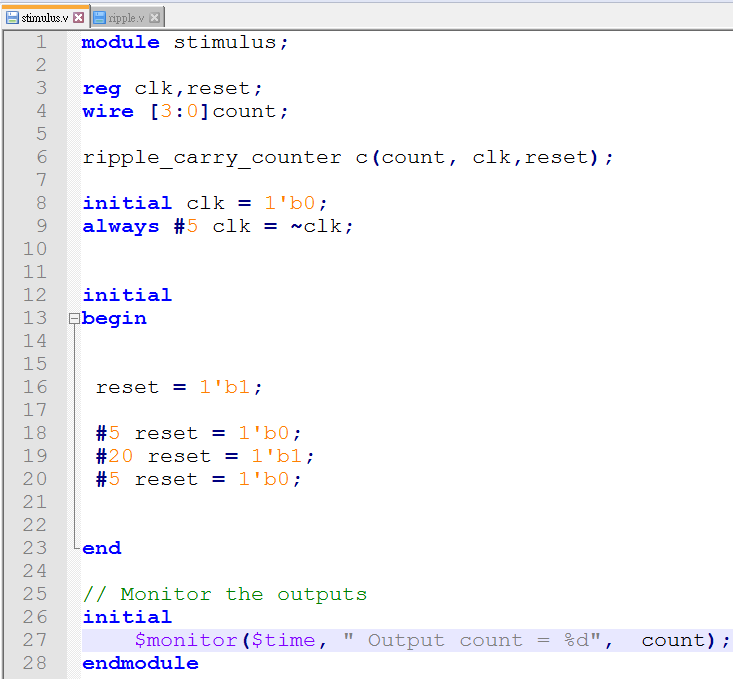 stimulus.v ripple.v
1 module stimulus;
2
3 reg clk,reset;
4 wire [3:0]count;
5
6 ripple_carry_counter c(count, clk,reset);
7
8 initial clk = 1'b0;
9 always #5 clk = ~clk;
10
11
12 initial
13 begin
14
15
16 reset = 1'b1;
17
18 #5 reset = 1'b0;
19 #20 reset = 1'b1;
20 #5 reset = 1'b0;
21
22
23 end
24
25 // Monitor the outputs
26 initial
27 $monitor($time, " Output count = %d", count);
28 endmodule